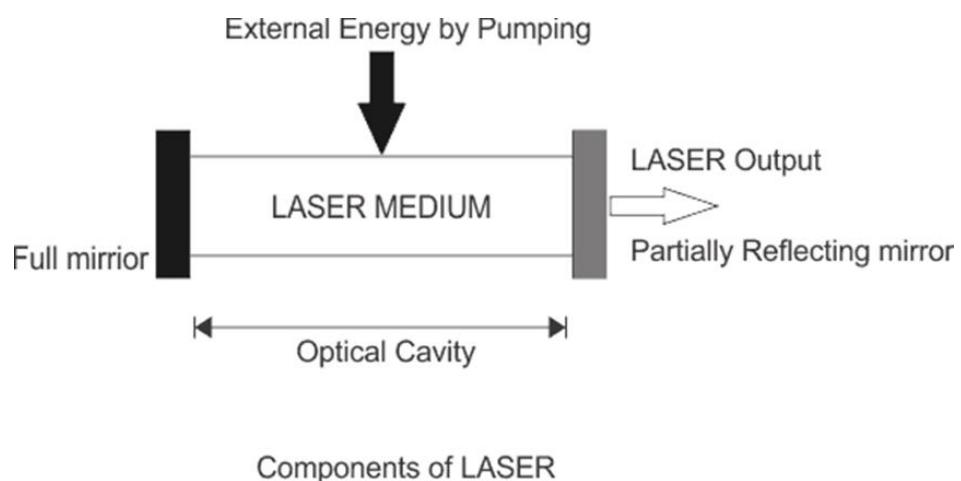 External Energy by Pumping
LASER MEDIUM
LASER Output
Full mirrior
Partially Reflecting mirror
Optical Cavity
Components of LASER